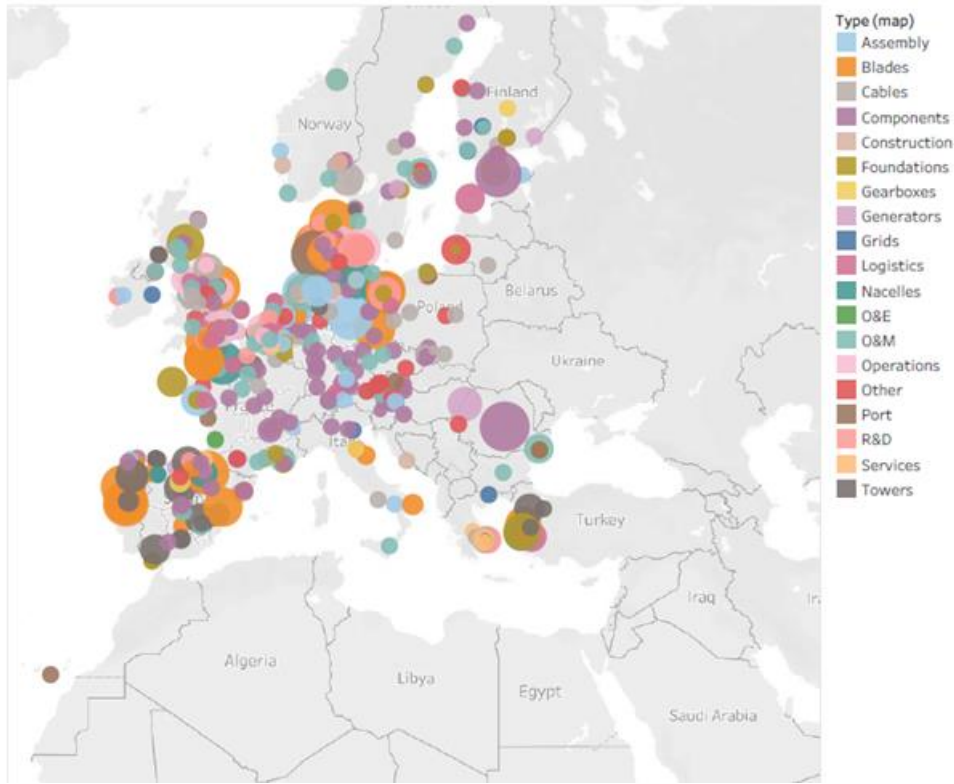 Type (map)
Assembly
Blades
Cables
Components
Construction
Foundations
Gearboxes
Generators
Grids
Logistics
Nacelles
O&E
O&M
Operations
Other
Port
R&D
Services
Towers
Finland
Norway
Belarus
Poland
Ukraine
Turkey
Iraq
Algeria
Libya
Egypt
Saudi Arabia